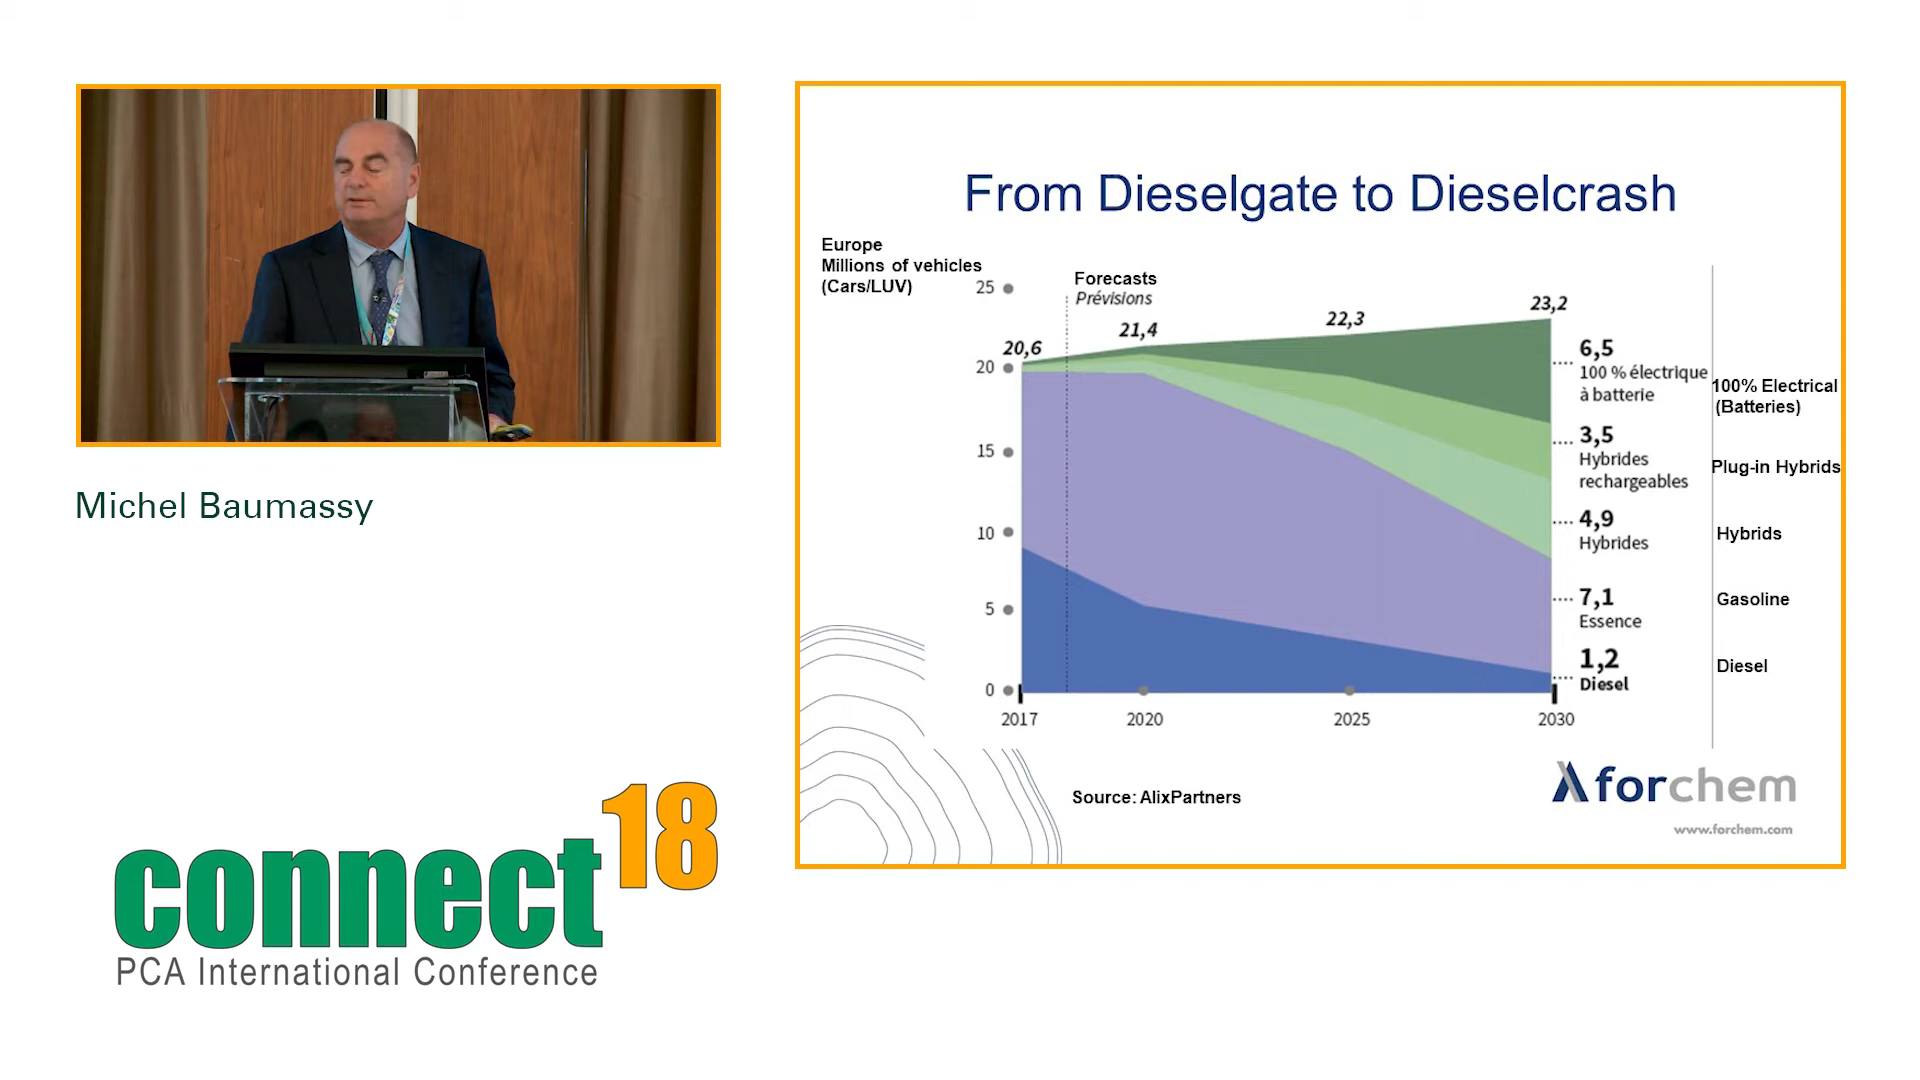 Michel Baumassy
connect18
PCA International Conference
From Dieselgate to Dieselcrash
Europe
Millions of vehicles
(Cars/LUV)
Forecasts
Prévisions
25
20
15
10
5
0
20,6
21,4
22,3
23,2
2017
2020
2025
2030
6,5
100 % électrique
à batterie
3,5
Hybrides
rechargeables
4,9
Hybrides
7,1
Essence
1,2
Diesel
100% Electrical
(Batteries)
Plug-in Hybrids
Hybrids
Gasoline
Diesel
Source: AlixPartners
forchem
www.forchem.com